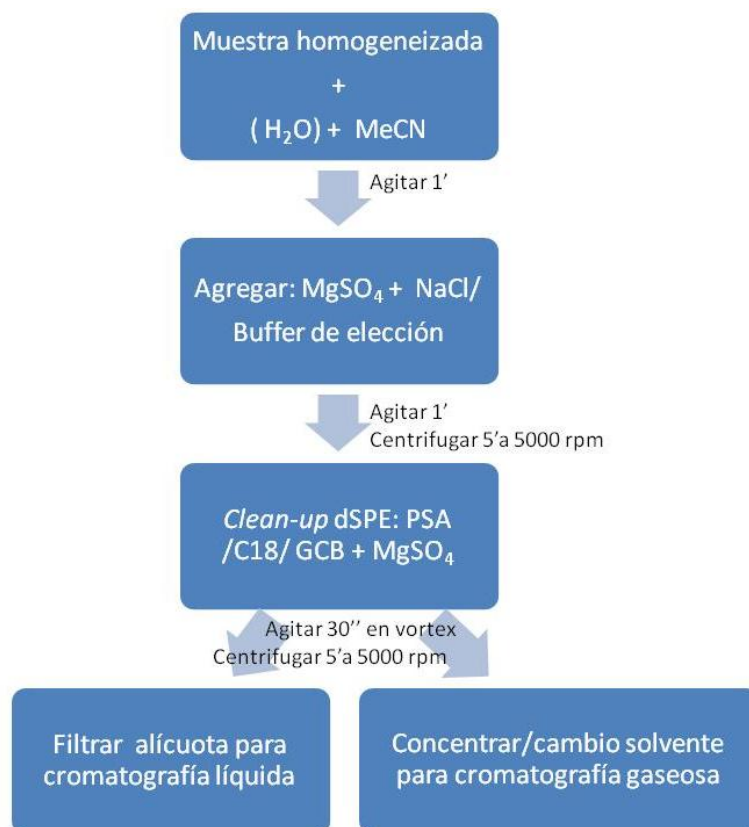 Muestra homogeneizada
+
( H₂O) + MeCN
Agitar 1’
Agregar: MgSO₄ + NaCl/
Buffer de elección
Agitar 1’
Centrifugar 5’a 5000 rpm
Clean-up dSPE: PSA
/C18/ GCB + MgSO₄
Agitar 30’’ en vortex
Centrifugar 5’a 5000 rpm
Filtrar alícuota para
cromatografía líquida
Concentrar/cambio solvente
para cromatografía gaseosa